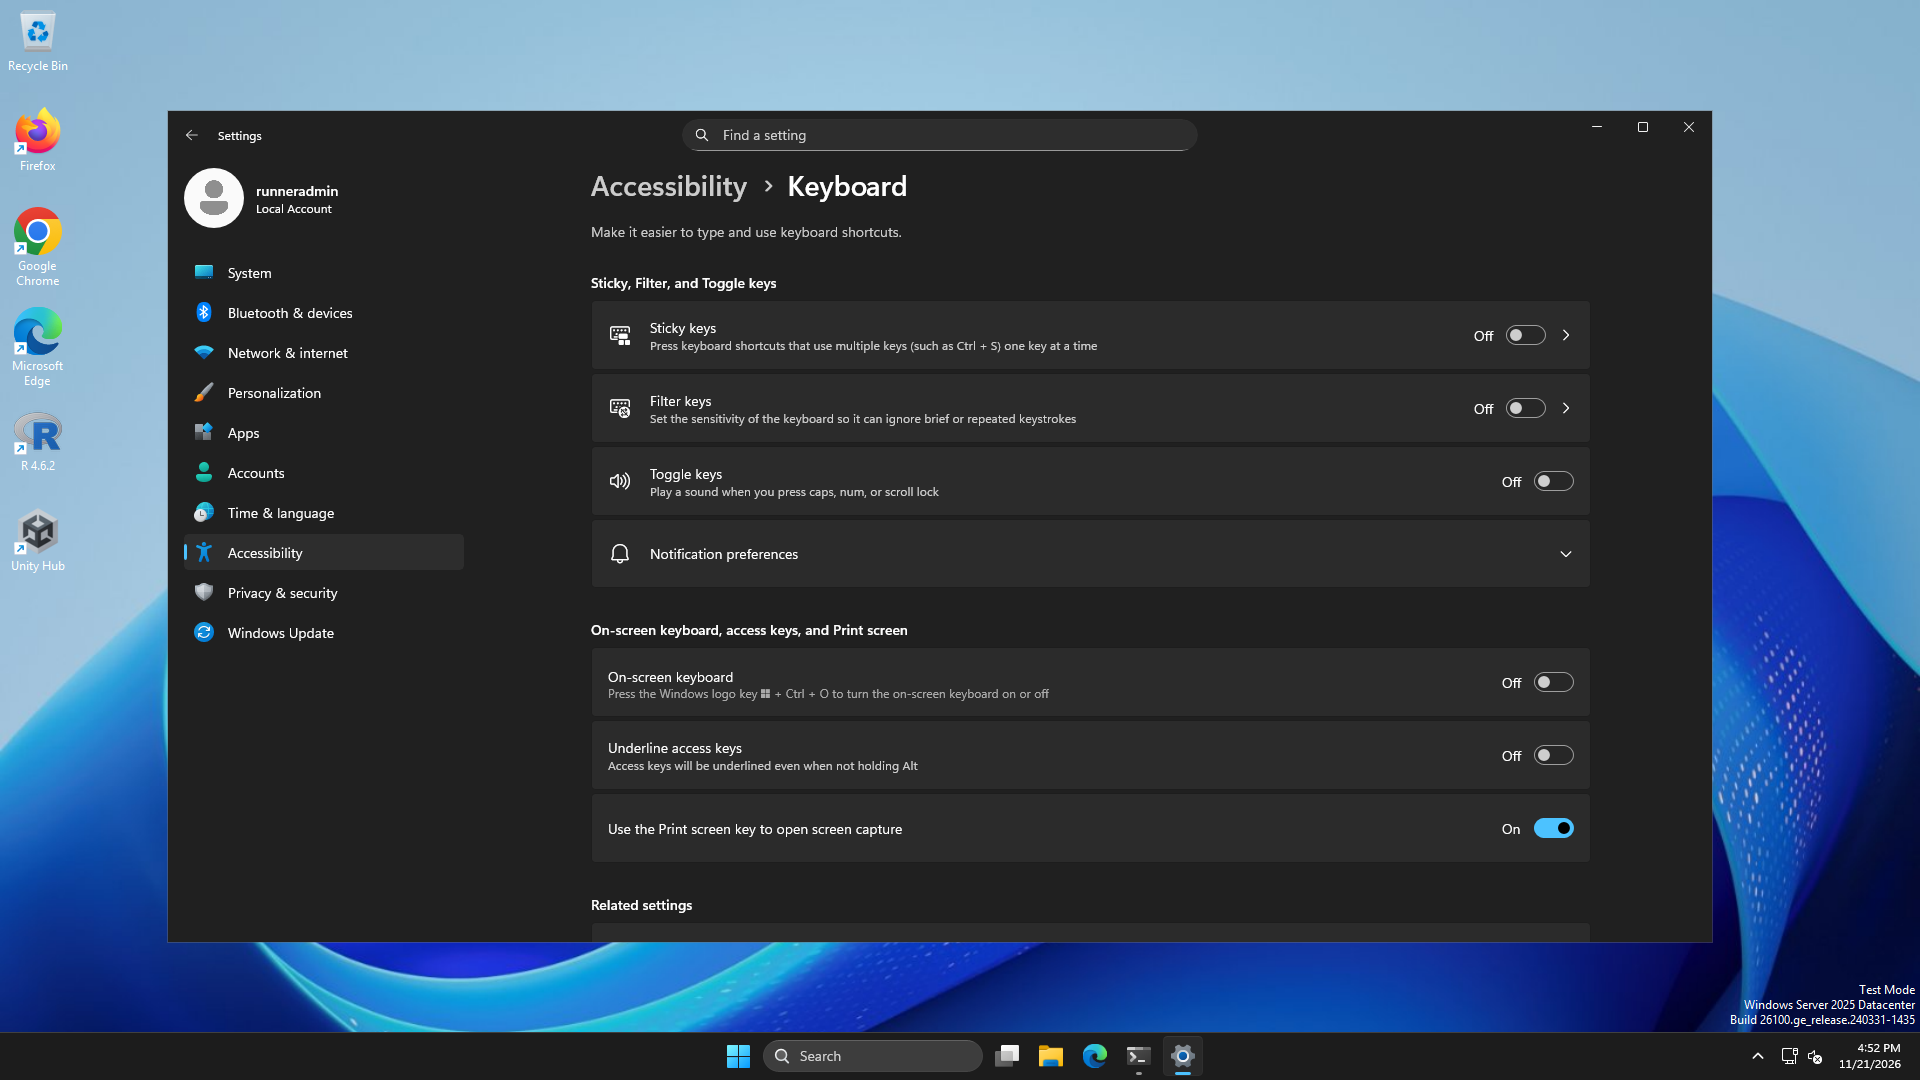 Recycle Bin
Firefox
Google
Chrome
Microsoft
Edge
R 4.6.2
Unity Hub
Settings
Find a setting
runneradmin
Local Account
System
Bluetooth & devices
Network & internet
Personalization
Apps
Accounts
Time & language
Accessibility
Privacy & security
Windows Update
Accessibility > Keyboard
Make it easier to type and use keyboard shortcuts.
Sticky, Filter, and Toggle keys
Sticky keys
Press keyboard shortcuts that use multiple keys (such as Ctrl + S) one key at a time
Off
Filter keys
Set the sensitivity of the keyboard so it can ignore brief or repeated keystrokes
Off
Toggle keys
Play a sound when you press caps, num, or scroll lock
Off
Notification preferences
On-screen keyboard, access keys, and Print screen
On-screen keyboard
Press the Windows logo key + Ctrl + O to turn the on-screen keyboard on or off
Off
Underline access keys
Access keys will be underlined even when not holding Alt
Off
Use the Print screen key to open screen capture
On
Related settings
Test Mode
Windows Server 2025 Datacenter
Build 26100.ge_release.240331-1435
Search
4:52 PM
11/21/2026